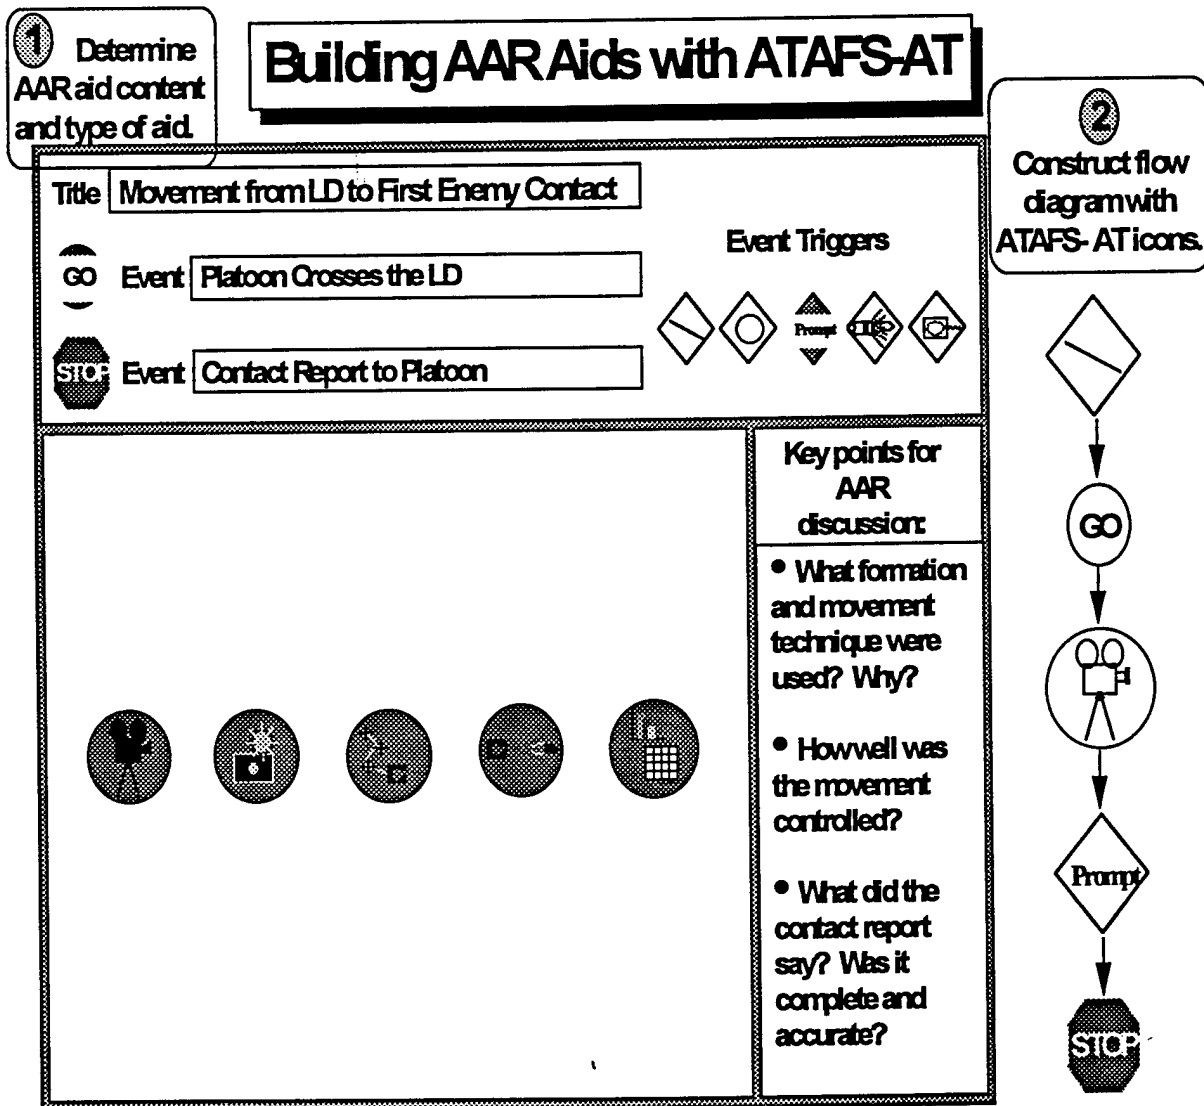 Building AAR Aids with ATAFS-AT
1 Determine
AAR aid content
and type of aid.
2
Construct flow
diagram with
ATAFS-AT icons.
Title Movement from LD to First Enemy Contact
GO Event Platoon Crosses the LD
STOP Event Contact Report to Platoon
Event Triggers
Prompt
Key points for
AAR
discussion:
• What formation
and movement
technique were
used? Why?
• How well was
the movement
controlled?
• What did the
contact report
say? Was it
complete and
accurate?
GO
Prompt
STOP